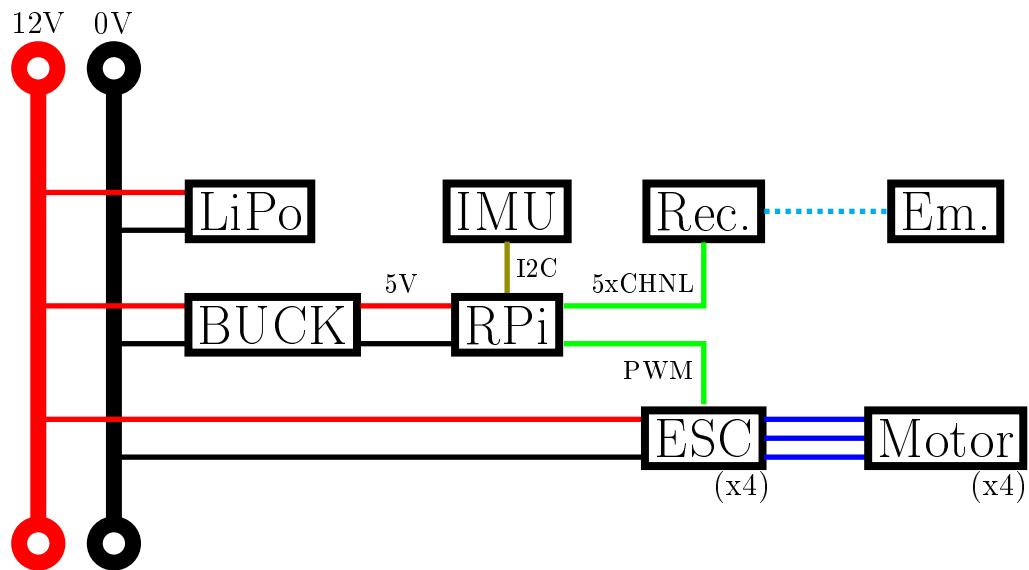 12V 0V
LiPo IMU Rec. Em.
I2C
5V 5xCHNL
BUCK RPi
PWM
ESC Motor
(x4) (x4)